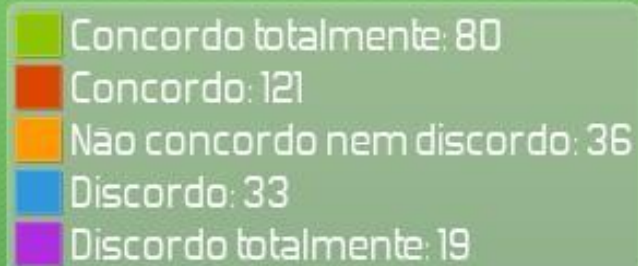 Concordo totalmente: 80
Concordo: 121
Não concordo nem discordo: 36
Discordo: 33
Discordo totalmente: 19